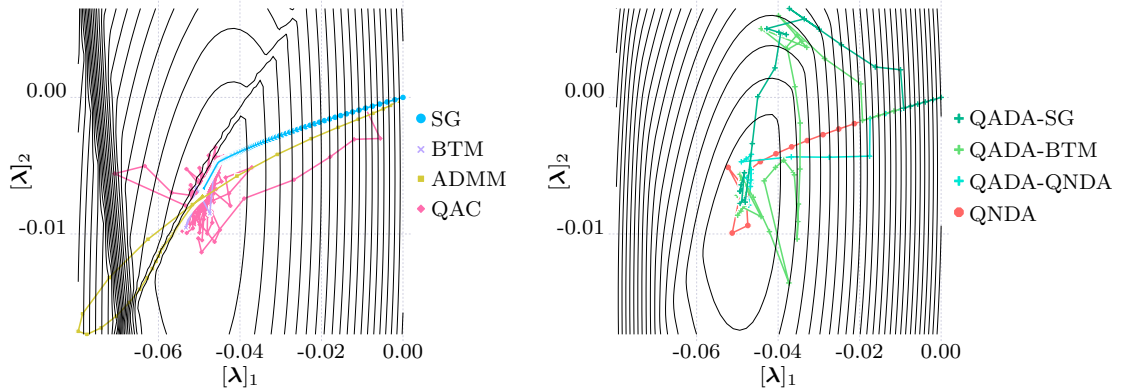 0.00
-0.01
[λ]₂
-0.06
-0.04
-0.02
0.00
[λ]₁
SG
BTM
ADMM
QAC
0.00
-0.01
[λ]₂
-0.06
-0.04
-0.02
0.00
[λ]₁
QADA-SG
QADA-BTM
QADA-QNDA
QNDA